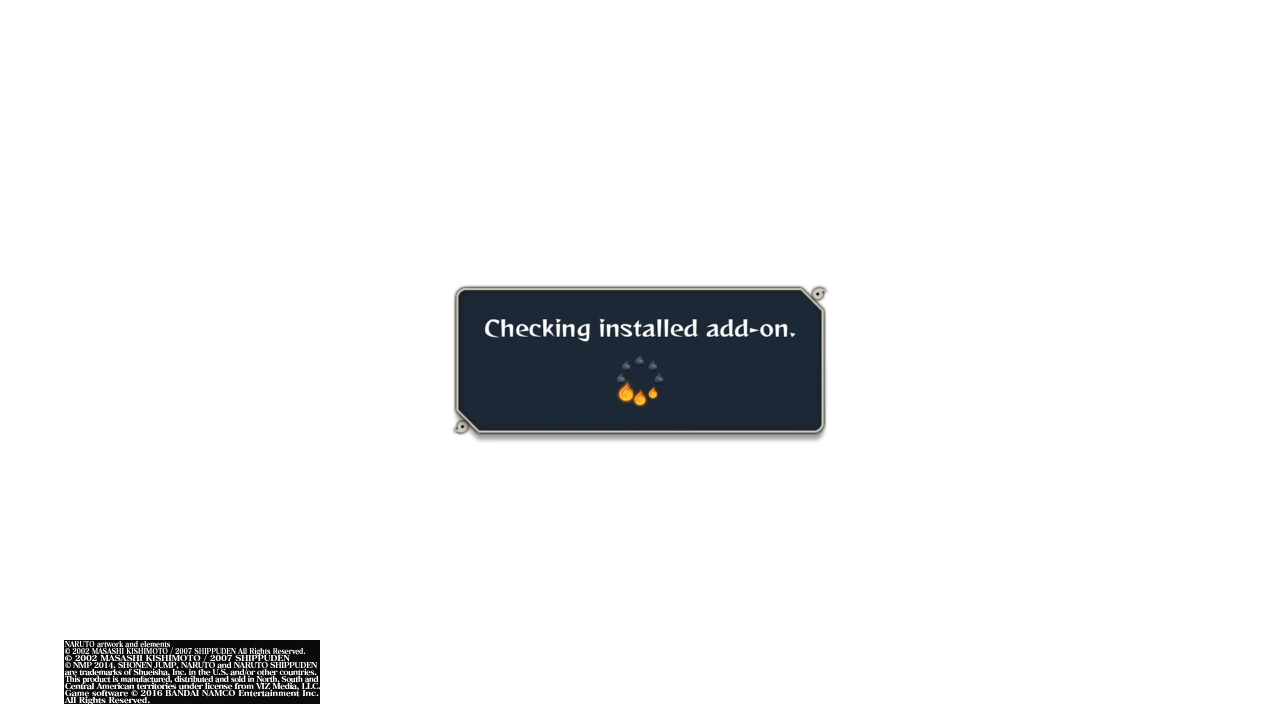 Checking installed add-on.
NARUTO artwork and elements
© 2002 MASASHI KISHIMOTO / 2007 SHIPPUDEN All Rights Reserved.
© 2002 MASASHI KISHIMOTO / 2007 SHIPPUDEN
© NMP 2014, SHONEN JUMP, NARUTO and NARUTO SHIPPUDEN
are trademarks of Shueisha, Inc. in the U.S. and/or other countries.
This product is manufactured, distributed and sold in North, South and
Central American territories under license from VIZ Media, LLC.
Game software © 2016 BANDAI NAMCO Entertainment Inc.
All Rights Reserved.